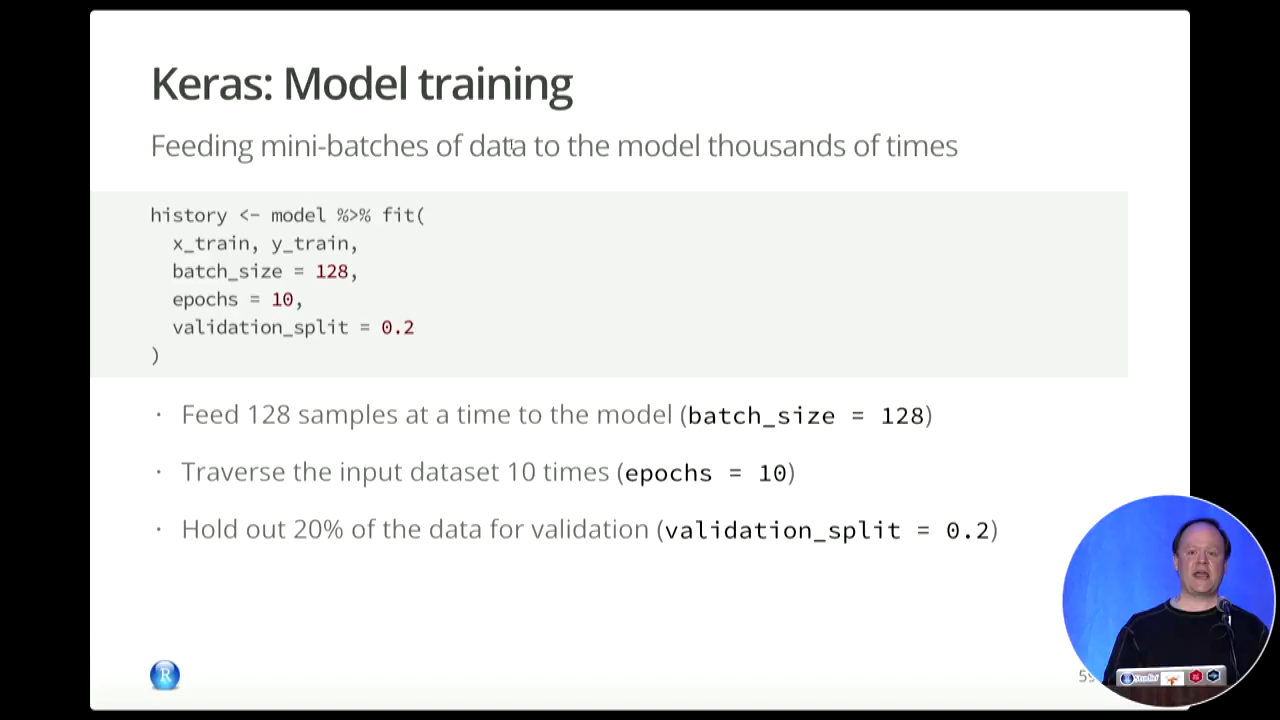 Keras: Model training
Feeding mini-batches of data to the model thousands of times
history <- model %>% fit(
x_train, y_train,
batch_size = 128,
epochs = 10,
validation_split = 0.2
)
· Feed 128 samples at a time to the model (batch_size = 128)
· Traverse the input dataset 10 times (epochs = 10)
· Hold out 20% of the data for validation (validation_split = 0.2)
R
Studio